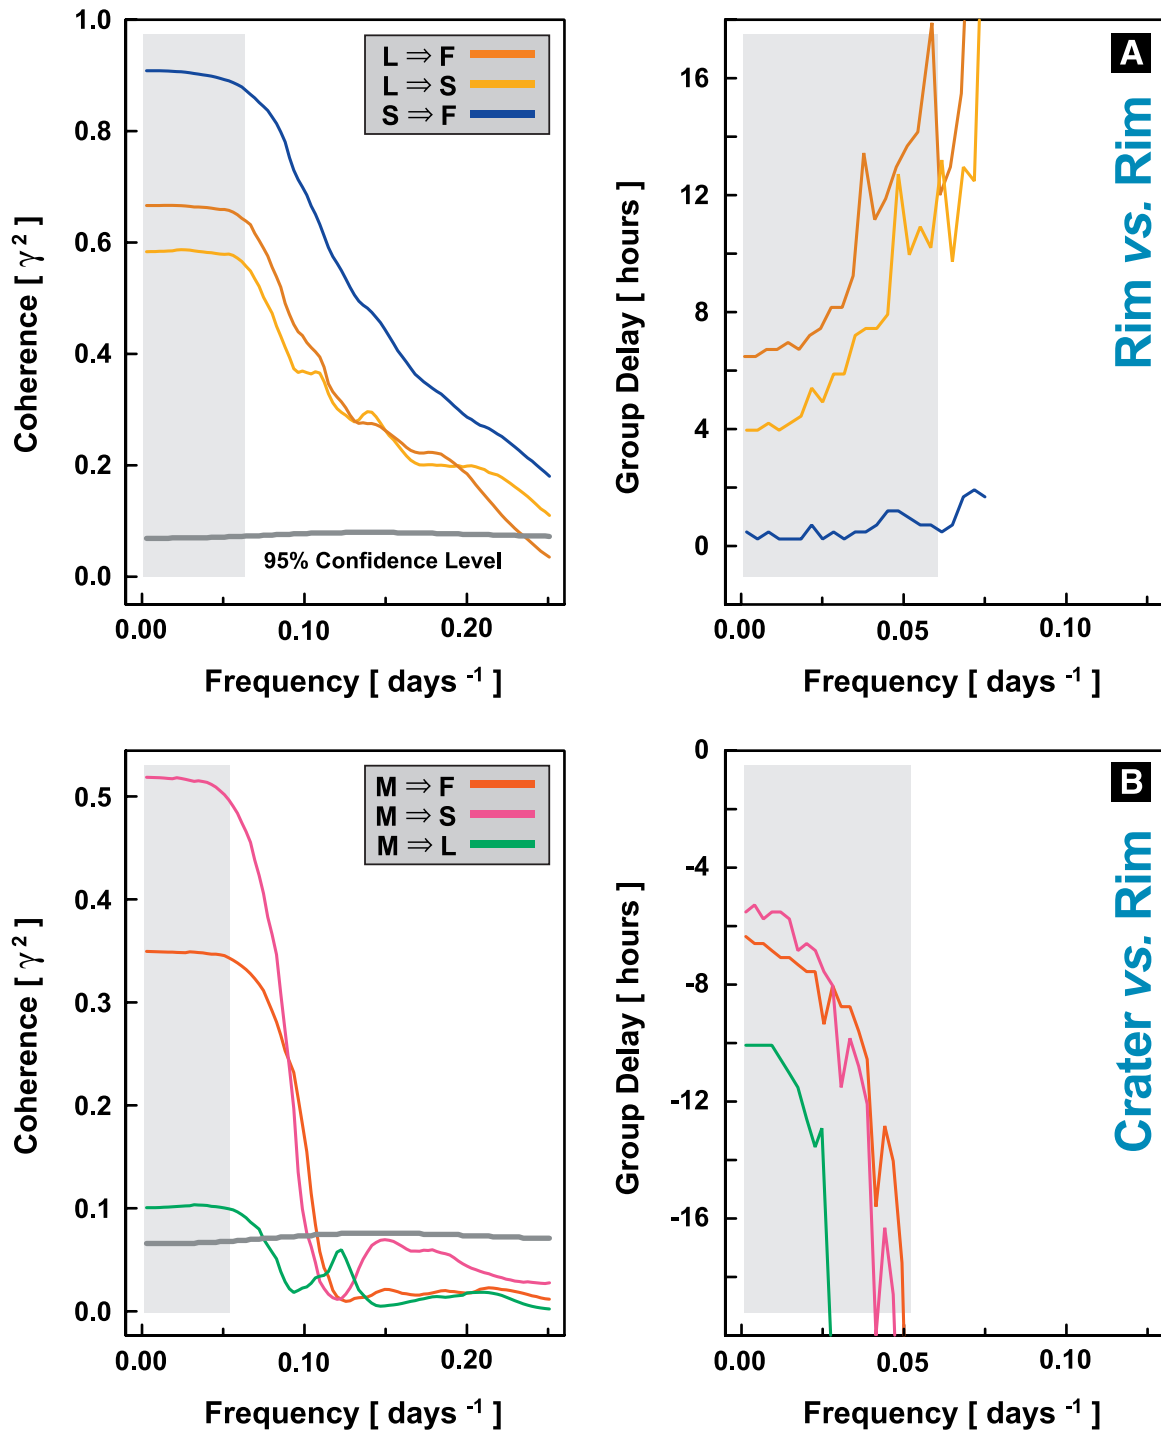 1.0
0.8
0.6
0.4
0.2
0.0
Coherence [ γ 2 ]
L ⇒ F
L ⇒ S
S ⇒ F
95% Confidence Level
0.00
0.10
0.20
Frequency [ days -1 ]
16
12
8
4
0
Group Delay [ hours ]
A
Rim vs. Rim
0.00
0.05
0.10
Frequency [ days -1 ]
0.5
0.4
0.3
0.2
0.1
0.0
Coherence [ γ 2 ]
M ⇒ F
M ⇒ S
M ⇒ L
0.00
0.10
0.20
Frequency [ days -1 ]
0
-4
-8
-12
-16
Group Delay [ hours ]
B
Crater vs. Rim
0.00
0.05
0.10
Frequency [ days -1 ]